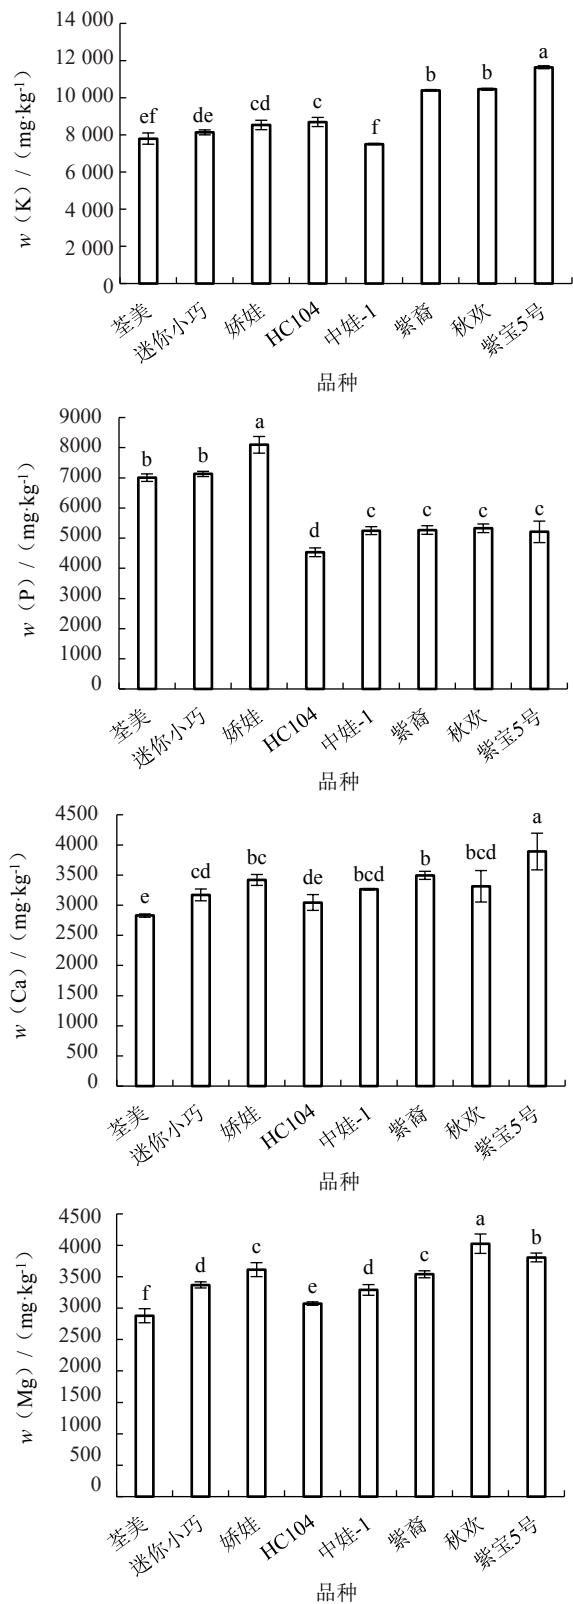 14 000
12 000
10 000
8 000
6 000
4 000
2 000
0
w（K）/（mg·kg⁻¹）
ef de cd c f b b a
荃美 迷你小巧 娇娃 HC104 中娃-1 紫裔 秋欢 紫宝5号
品种
9000
8000
7000
6000
5000
4000
3000
2000
1000
0
w（P）/（mg·kg⁻¹）
b b a d c c c c
荃美 迷你小巧 娇娃 HC104 中娃-1 紫裔 秋欢 紫宝5号
品种
4500
4000
3500
3000
2500
2000
1500
1000
500
0
w（Ca）/（mg·kg⁻¹）
e cd bc de bcd b bcd a
荃美 迷你小巧 娇娃 HC104 中娃-1 紫裔 秋欢 紫宝5号
品种
4500
4000
3500
3000
2500
2000
1500
1000
500
0
w（Mg）/（mg·kg⁻¹）
f d c e d c a b
荃美 迷你小巧 娇娃 HC104 中娃-1 紫裔 秋欢 紫宝5号
品种